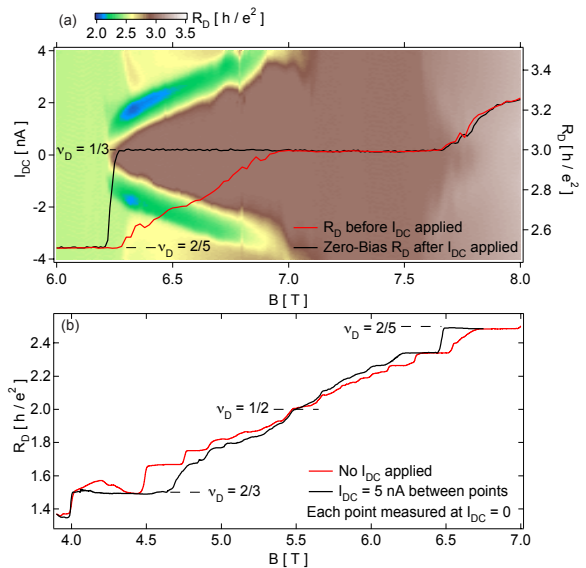 (a)
R_D [ h / e² ]
2.0 2.5 3.0 3.5
4
2
0
-2
-4
I_DC [ nA ]
ν_D = 1/3
ν_D = 2/5
R_D before I_DC applied
Zero-Bias R_D after I_DC applied
3.4
3.2
3.0
2.8
2.6
R_D [ h / e² ]
6.0 6.5 7.0 7.5 8.0
B [ T ]
(b)
2.4
2.2
2.0
1.8
1.6
1.4
R_D [ h / e² ]
ν_D = 2/5
ν_D = 1/2
ν_D = 2/3
No I_DC applied
I_DC = 5 nA between points
Each point measured at I_DC = 0
4.0 4.5 5.0 5.5 6.0 6.5 7.0
B [ T ]